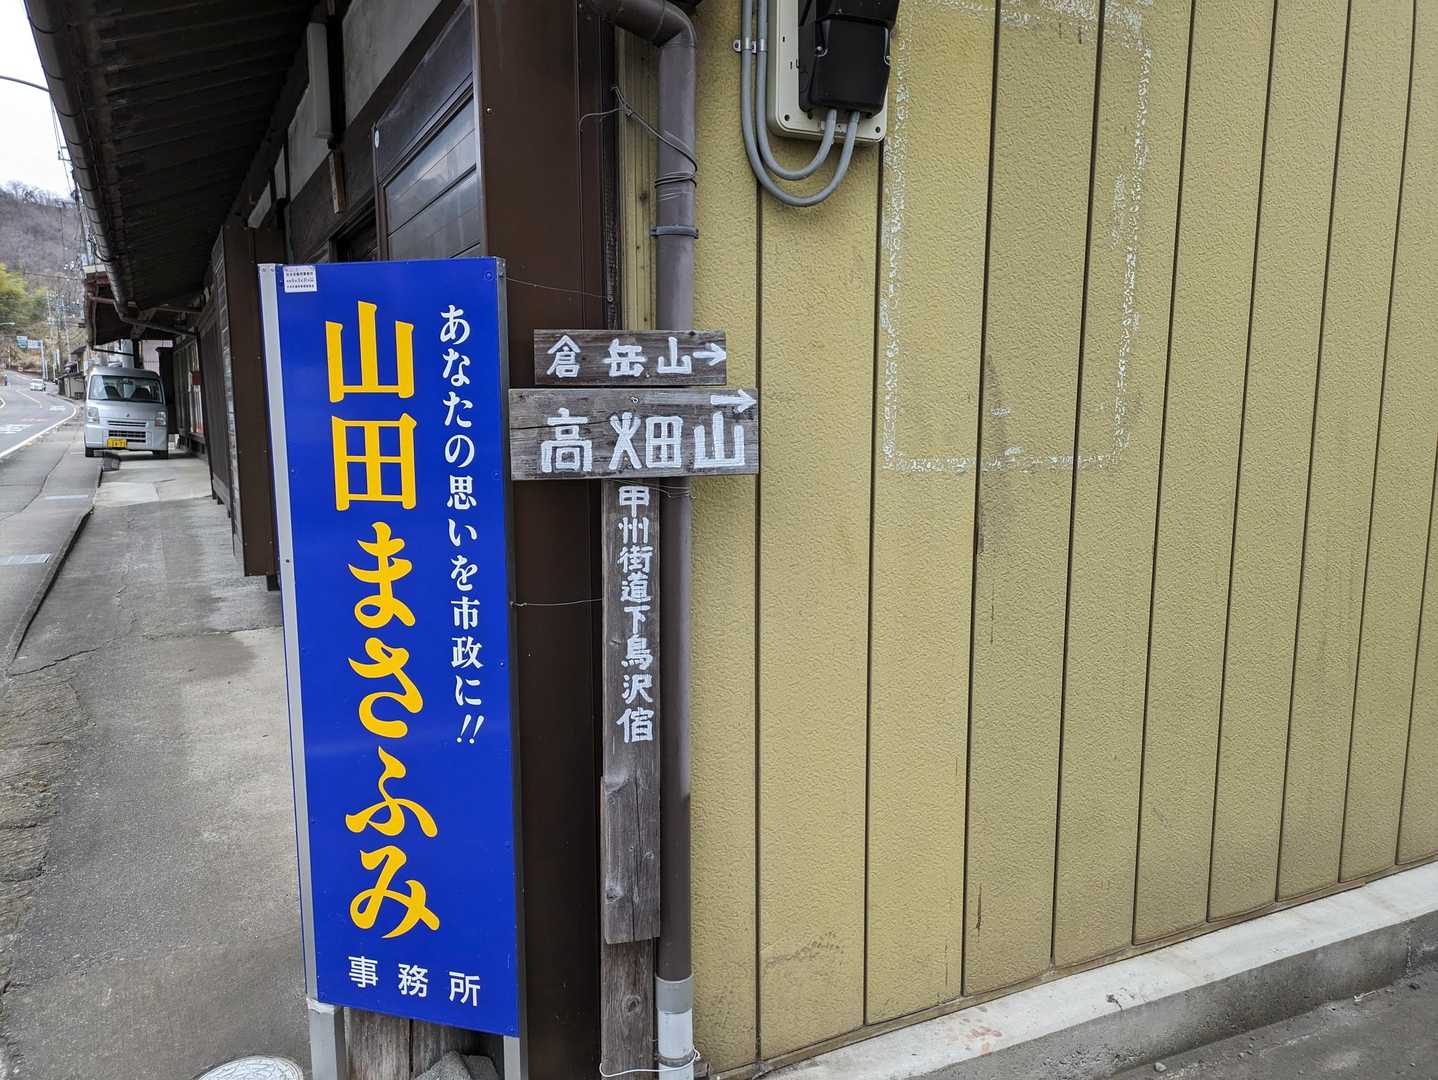 あなたの思いを市政に!!
山田まさふみ
事務所
倉岳山→
高畑山→
甲州街道下鳥沢宿